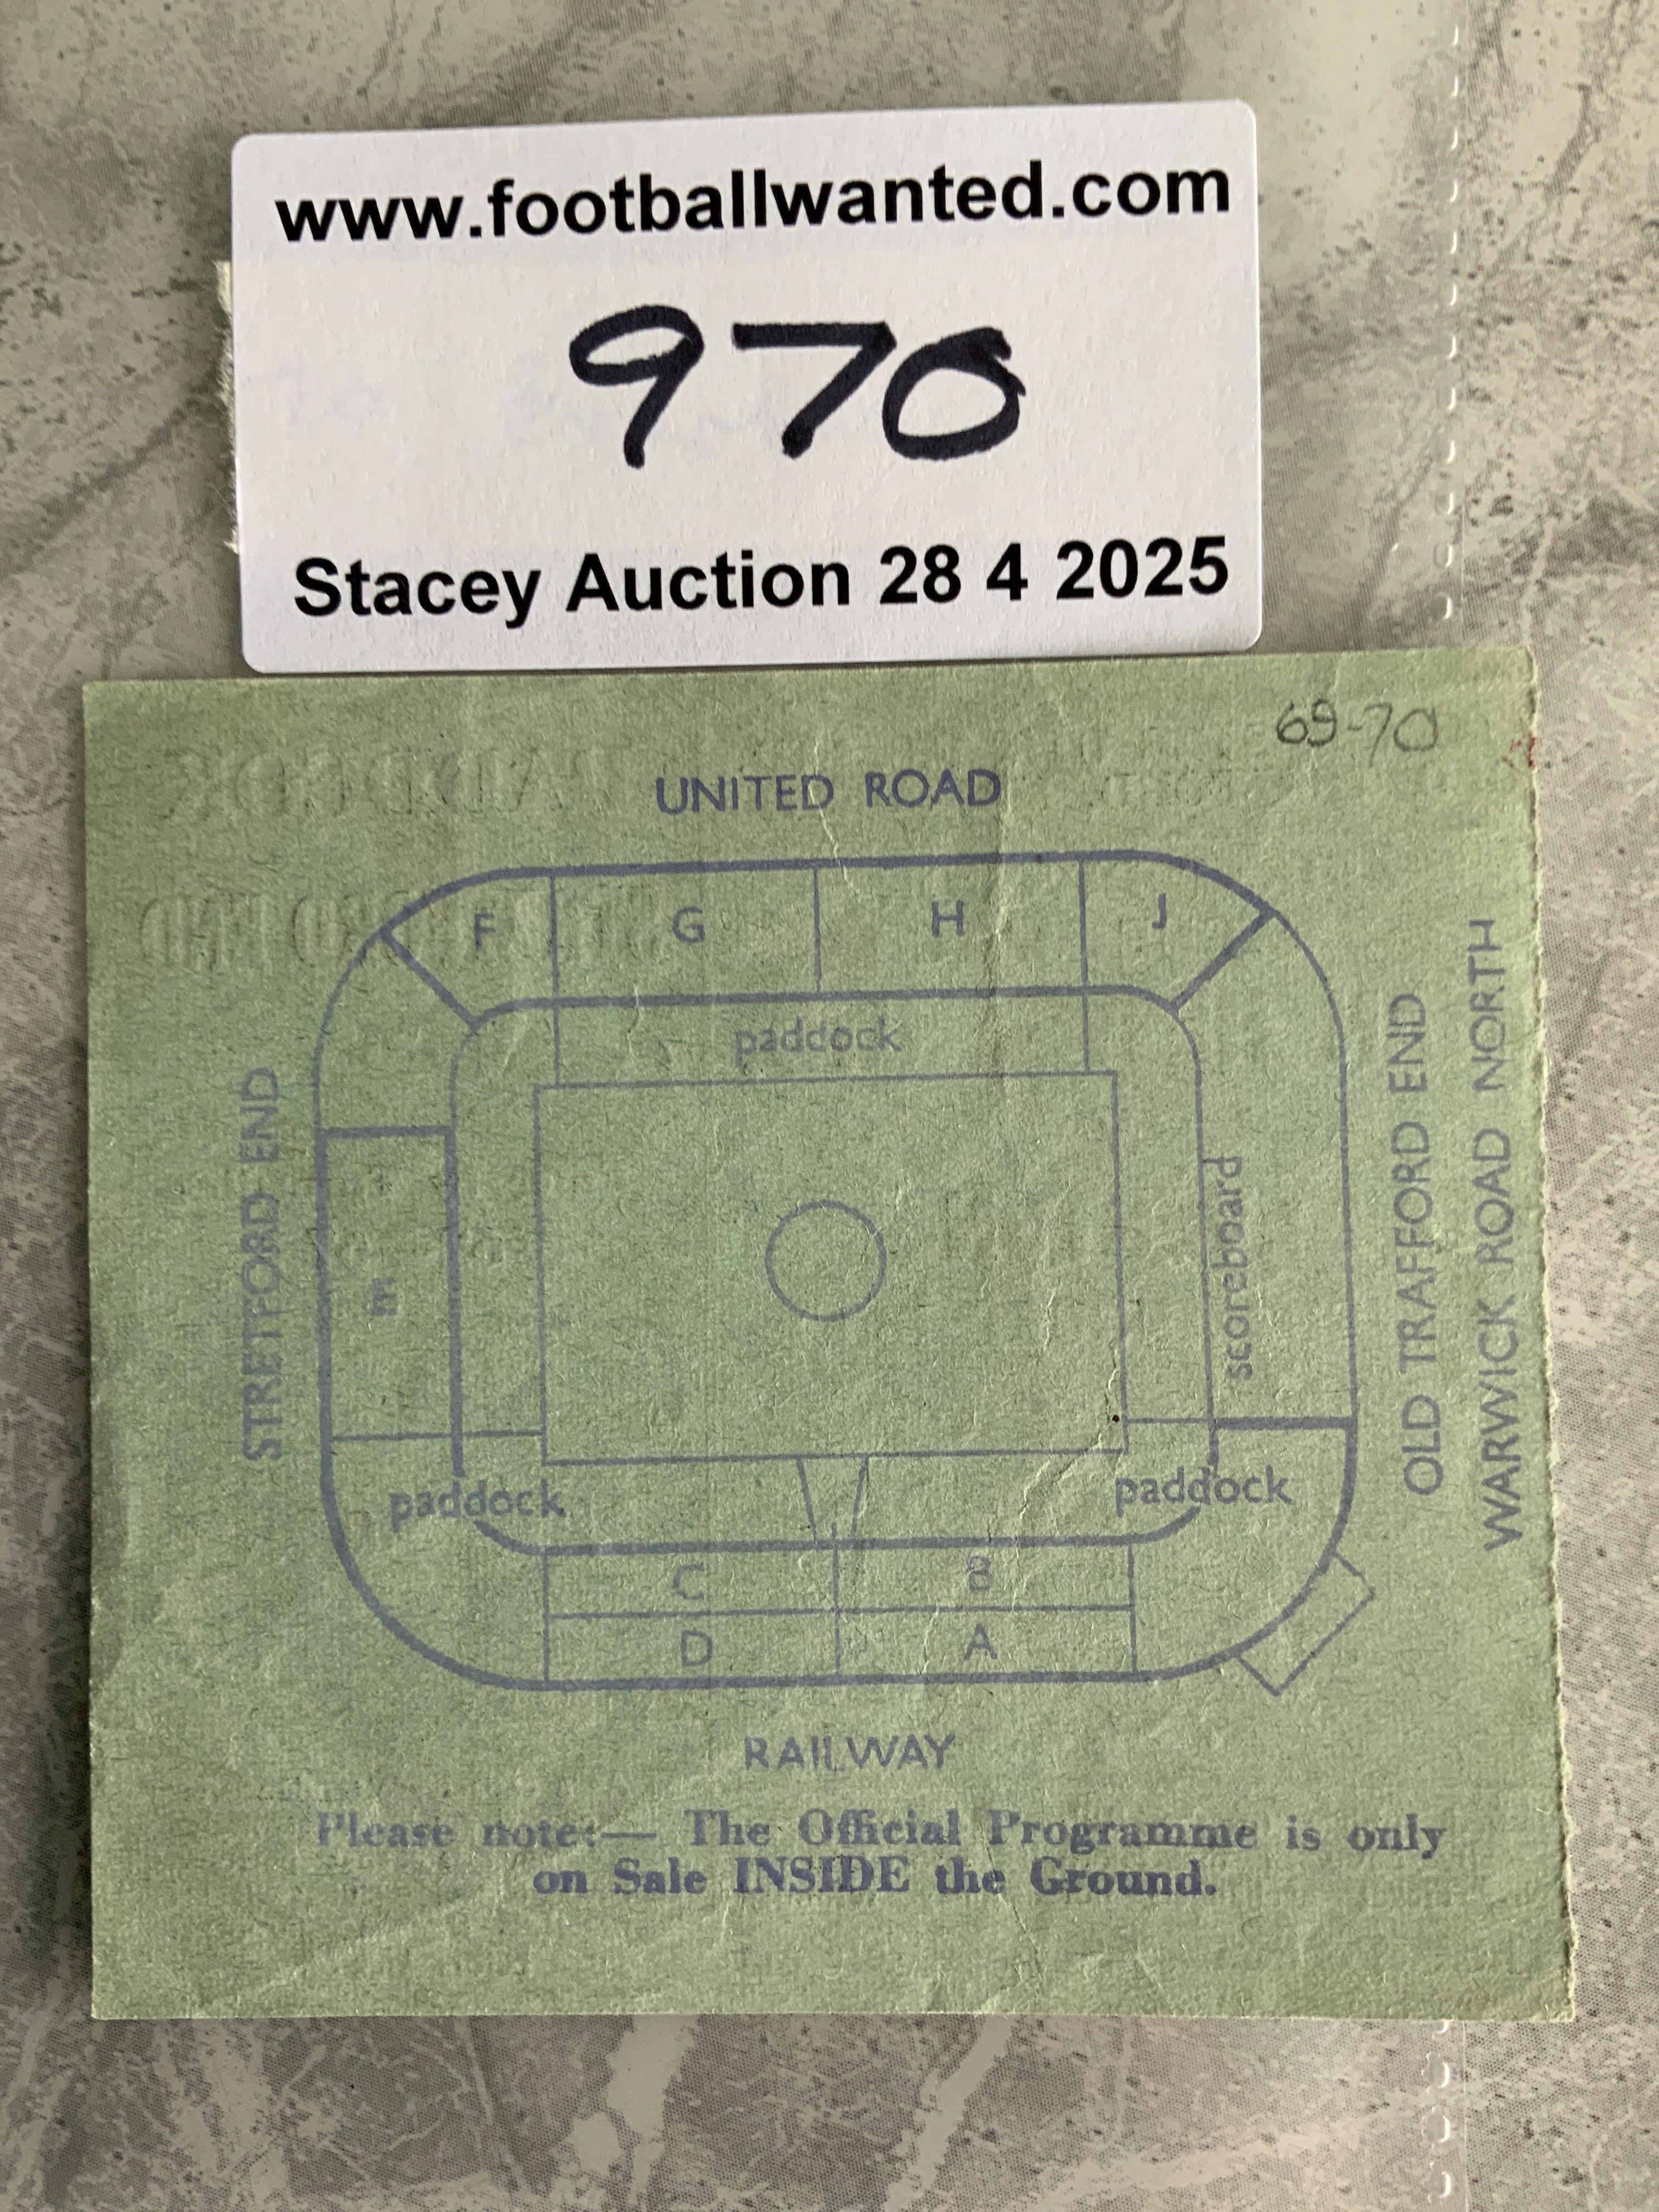 www.footballwanted.com
970
Stacey Auction 28 4 2025
69-70
UNITED ROAD
F G H J
paddock
STRETFORD END
E
scoreboard
OLD TRAFFORD END
WARWICK ROAD NORTH
paddock
paddock
C B
D A
RAILWAY
Please note:— The Official Programme is only
on Sale INSIDE the Ground.